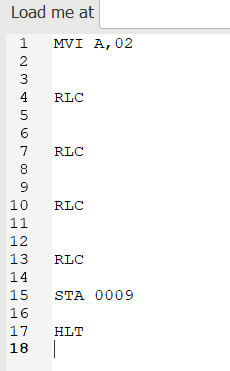 Load me at
1 MVI A,02
2
3
4 RLC
5
6
7 RLC
8
9
10 RLC
11
12
13 RLC
14
15 STA 0009
16
17 HLT
18